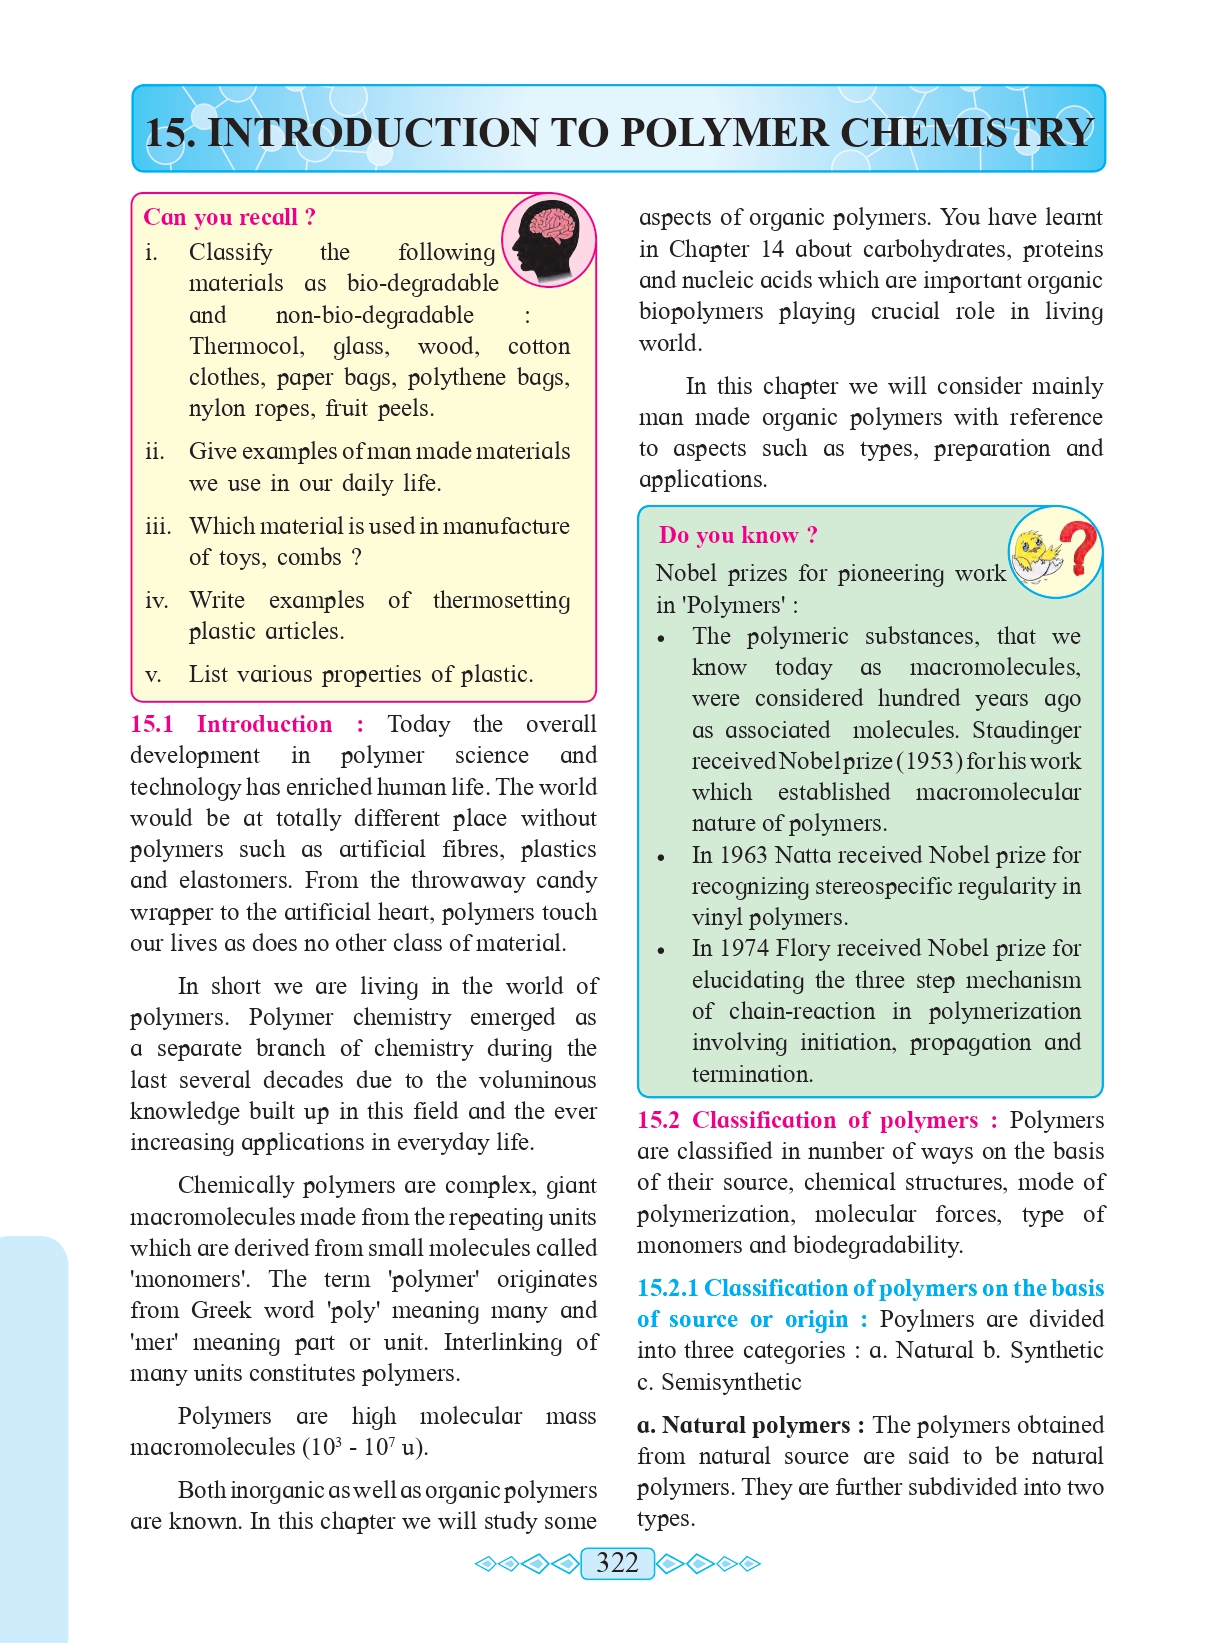 15. INTRODUCTION TO POLYMER CHEMISTRY
Can you recall ?
i. Classify the following
materials as bio-degradable
and non-bio-degradable :
Thermocol, glass, wood, cotton
clothes, paper bags, polythene bags,
nylon ropes, fruit peels.
ii. Give examples of man made materials
we use in our daily life.
iii. Which material is used in manufacture
of toys, combs ?
iv. Write examples of thermosetting
plastic articles.
v. List various properties of plastic.
15.1 Introduction : Today the overall
development in polymer science and
technology has enriched human life. The world
would be at totally different place without
polymers such as artificial fibres, plastics
and elastomers. From the throwaway candy
wrapper to the artificial heart, polymers touch
our lives as does no other class of material.
In short we are living in the world of
polymers. Polymer chemistry emerged as
a separate branch of chemistry during the
last several decades due to the voluminous
knowledge built up in this field and the ever
increasing applications in everyday life.
Chemically polymers are complex, giant
macromolecules made from the repeating units
which are derived from small molecules called
'monomers'. The term 'polymer' originates
from Greek word 'poly' meaning many and
'mer' meaning part or unit. Interlinking of
many units constitutes polymers.
Polymers are high molecular mass
macromolecules (10³ - 10⁷ u).
Both inorganic as well as organic polymers
are known. In this chapter we will study some
aspects of organic polymers. You have learnt
in Chapter 14 about carbohydrates, proteins
and nucleic acids which are important organic
biopolymers playing crucial role in living
world.
In this chapter we will consider mainly
man made organic polymers with reference
to aspects such as types, preparation and
applications.
Do you know ?
Nobel prizes for pioneering work
in 'Polymers' :
• The polymeric substances, that we
know today as macromolecules,
were considered hundred years ago
as associated molecules. Staudinger
received Nobel prize (1953) for his work
which established macromolecular
nature of polymers.
• In 1963 Natta received Nobel prize for
recognizing stereospecific regularity in
vinyl polymers.
• In 1974 Flory received Nobel prize for
elucidating the three step mechanism
of chain-reaction in polymerization
involving initiation, propagation and
termination.
15.2 Classification of polymers : Polymers
are classified in number of ways on the basis
of their source, chemical structures, mode of
polymerization, molecular forces, type of
monomers and biodegradability.
15.2.1 Classification of polymers on the basis
of source or origin : Poylmers are divided
into three categories : a. Natural b. Synthetic
c. Semisynthetic
a. Natural polymers : The polymers obtained
from natural source are said to be natural
polymers. They are further subdivided into two
types.
322